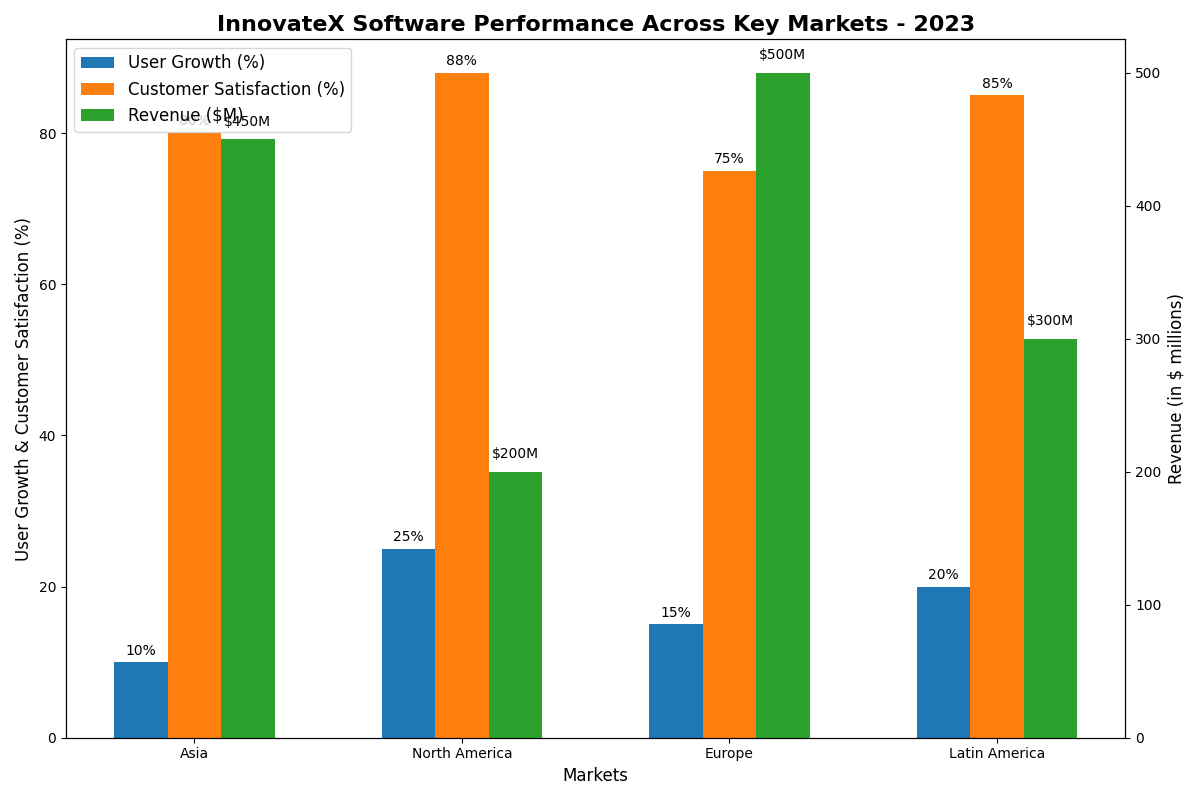 InnovateX Software Performance Across Key Markets - 2023
User Growth (%)
Customer Satisfaction (%)
Revenue ($M)
80%
$450M
88%
$500M
75%
85%
$300M
$200M
25%
20%
15%
10%
80
60
40
20
0
500
400
300
200
100
0
User Growth & Customer Satisfaction (%)
Revenue (in $ millions)
Asia
North America
Europe
Latin America
Markets